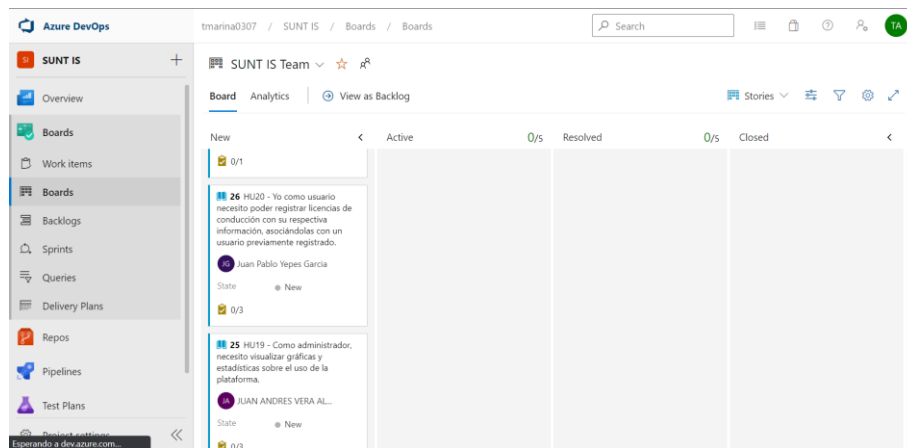 Azure DevOps
tmarina0307 / SUNT IS / Boards / Boards
Search
TA
SI
SUNT IS
SUNT IS Team
Overview
Board Analytics View as Backlog
Stories
Boards
New
Active 0/5
Resolved 0/5
Closed
Work items
0/1
Boards
26 HU20 - Yo como usuario
necesito poder registrar licencias de
conducción con su respectiva
información, asociándolas con un
usuario previamente registrado.
JG Juan Pablo Yepes Garcia
State New
0/3
Backlogs
Sprints
Queries
Delivery Plans
Repos
Pipelines
Test Plans
25 HU19 - Como administrador,
necesito visualizar gráficas y
estadísticas sobre el uso de la
plataforma.
JA JUAN ANDRES VERA AL...
State New
0/3
Project settings
Esperando a dev.azure.com...